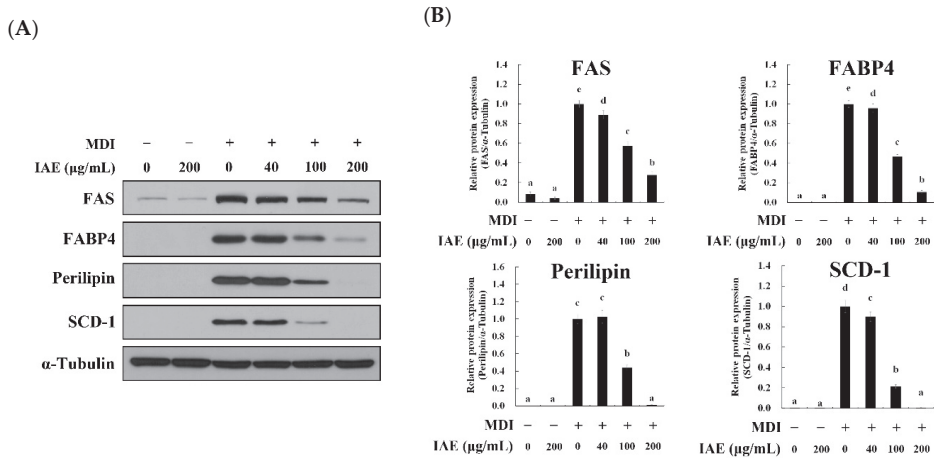 (A)
MDI – – + + + +
IAE (µg/mL) 0 200 0 40 100 200
FAS
FABP4
Perilipin
SCD-1
α-Tubulin
(B)
FAS
Relative protein expression
(FAS/α-Tubulin)
1.4
1.2
1.0
0.8
0.6
0.4
0.2
0.0
a a e d c b
MDI – – + + + +
IAE (µg/mL) 0 200 0 40 100 200
FABP4
Relative protein expression
(FABP4/α-Tubulin)
1.4
1.2
1.0
0.8
0.6
0.4
0.2
0.0
a a e d c b
MDI – – + + + +
IAE (µg/mL) 0 200 0 40 100 200
Perilipin
Relative protein expression
(Perilipin/α-Tubulin)
1.6
1.4
1.2
1.0
0.8
0.6
0.4
0.2
0.0
a a c c b a
MDI – – + + + +
IAE (µg/mL) 0 200 0 40 100 200
SCD-1
Relative protein expression
(SCD-1/α-Tubulin)
1.4
1.2
1.0
0.8
0.6
0.4
0.2
0.0
a a d c b a
MDI – – + + + +
IAE (µg/mL) 0 200 0 40 100 200